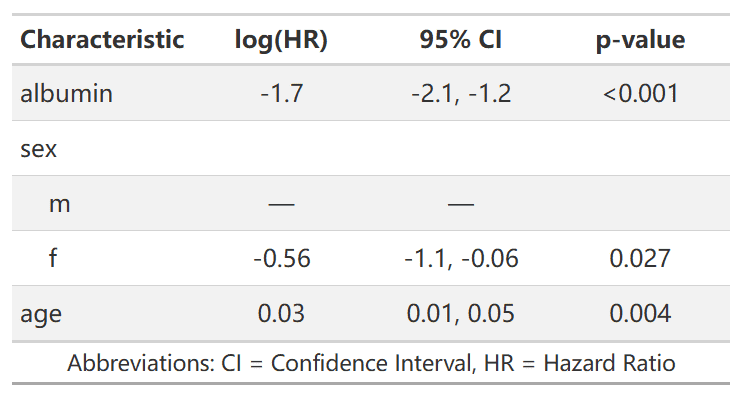 Characteristic log(HR) 95% CI p-value
albumin -1.7 -2.1, -1.2 <0.001
sex
m — —
f -0.56 -1.1, -0.06 0.027
age 0.03 0.01, 0.05 0.004
Abbreviations: CI = Confidence Interval, HR = Hazard Ratio